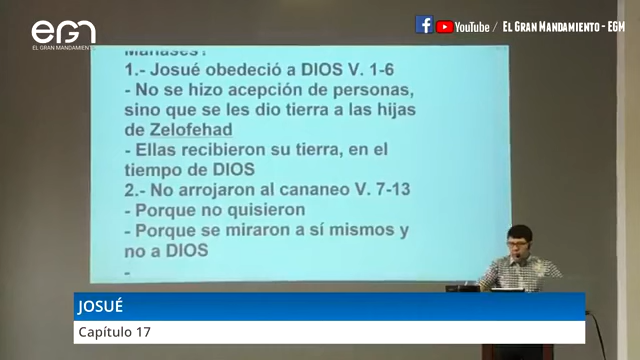 EGM
EL GRAN MANDAMIENTO
YouTube / EL GRAN MANDAMIENTO - EGM
Manases?
1.- Josué obedeció a DIOS V. 1-6
- No se hizo acepción de personas,
sino que se les dio tierra a las hijas
de Zelofehad
- Ellas recibieron su tierra, en el
tiempo de DIOS
2.- No arrojaron al cananeo V. 7-13
- Porque no quisieron
- Porque se miraron a sí mismos y
no a DIOS
-
JOSUÉ
Capítulo 17